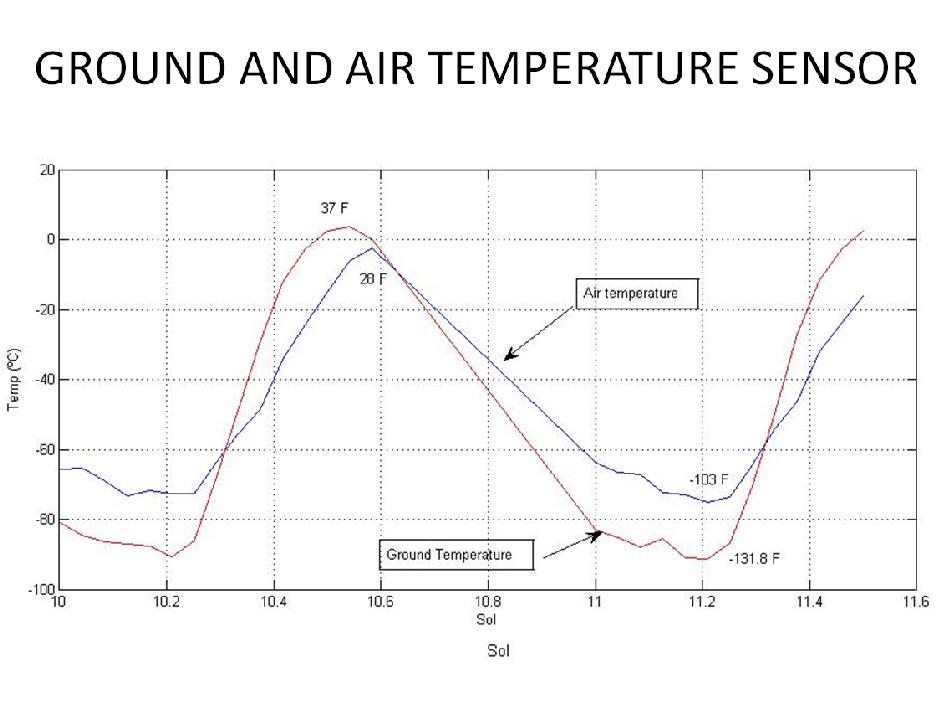 GROUND AND AIR TEMPERATURE SENSOR
20
37 F
0
28 F
Air temperature
-20
Temp (ºC)
-40
-60
-103 F
-80
Ground Temperature
-131.8 F
-100
10 10.2 10.4 10.6 10.8 11 11.2 11.4 11.6
Sol
Sol